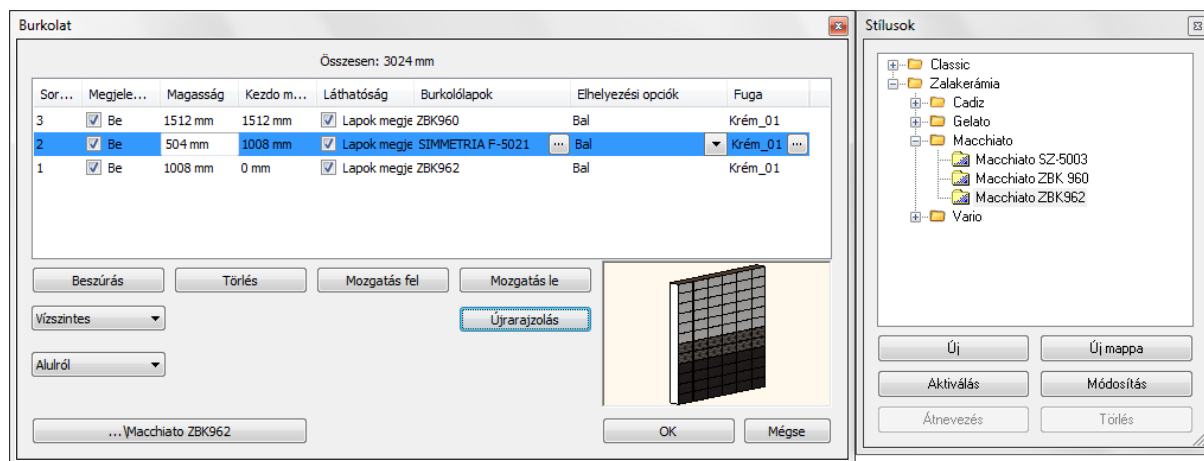 Burkolat
Összesen: 3024 mm
Sor... Megjele... Magasság Kezdo m... Láthatóság Burkolólapok Elhelyezési opciók Fuga
3 Be 1512 mm 1512 mm Lapok megje ZBK960 Bal Krém_01
2 Be 504 mm 1008 mm Lapok megje SIMMETRIA F-5021 ... Bal Krém_01 ...
1 Be 1008 mm 0 mm Lapok megje ZBK962 Bal Krém_01
Beszúrás Törlés Mozgatás fel Mozgatás le
Vízszintes Újrarajzolás
Alulról
...\Macchiato ZBK962 OK Mégse
Stílusok
Classic
Zalakerámia
Cadiz
Gelato
Macchiato
Macchiato SZ-5003
Macchiato ZBK 960
Macchiato ZBK962
Vario
Új Új mappa
Aktiválás Módosítás
Átnevezés Törlés